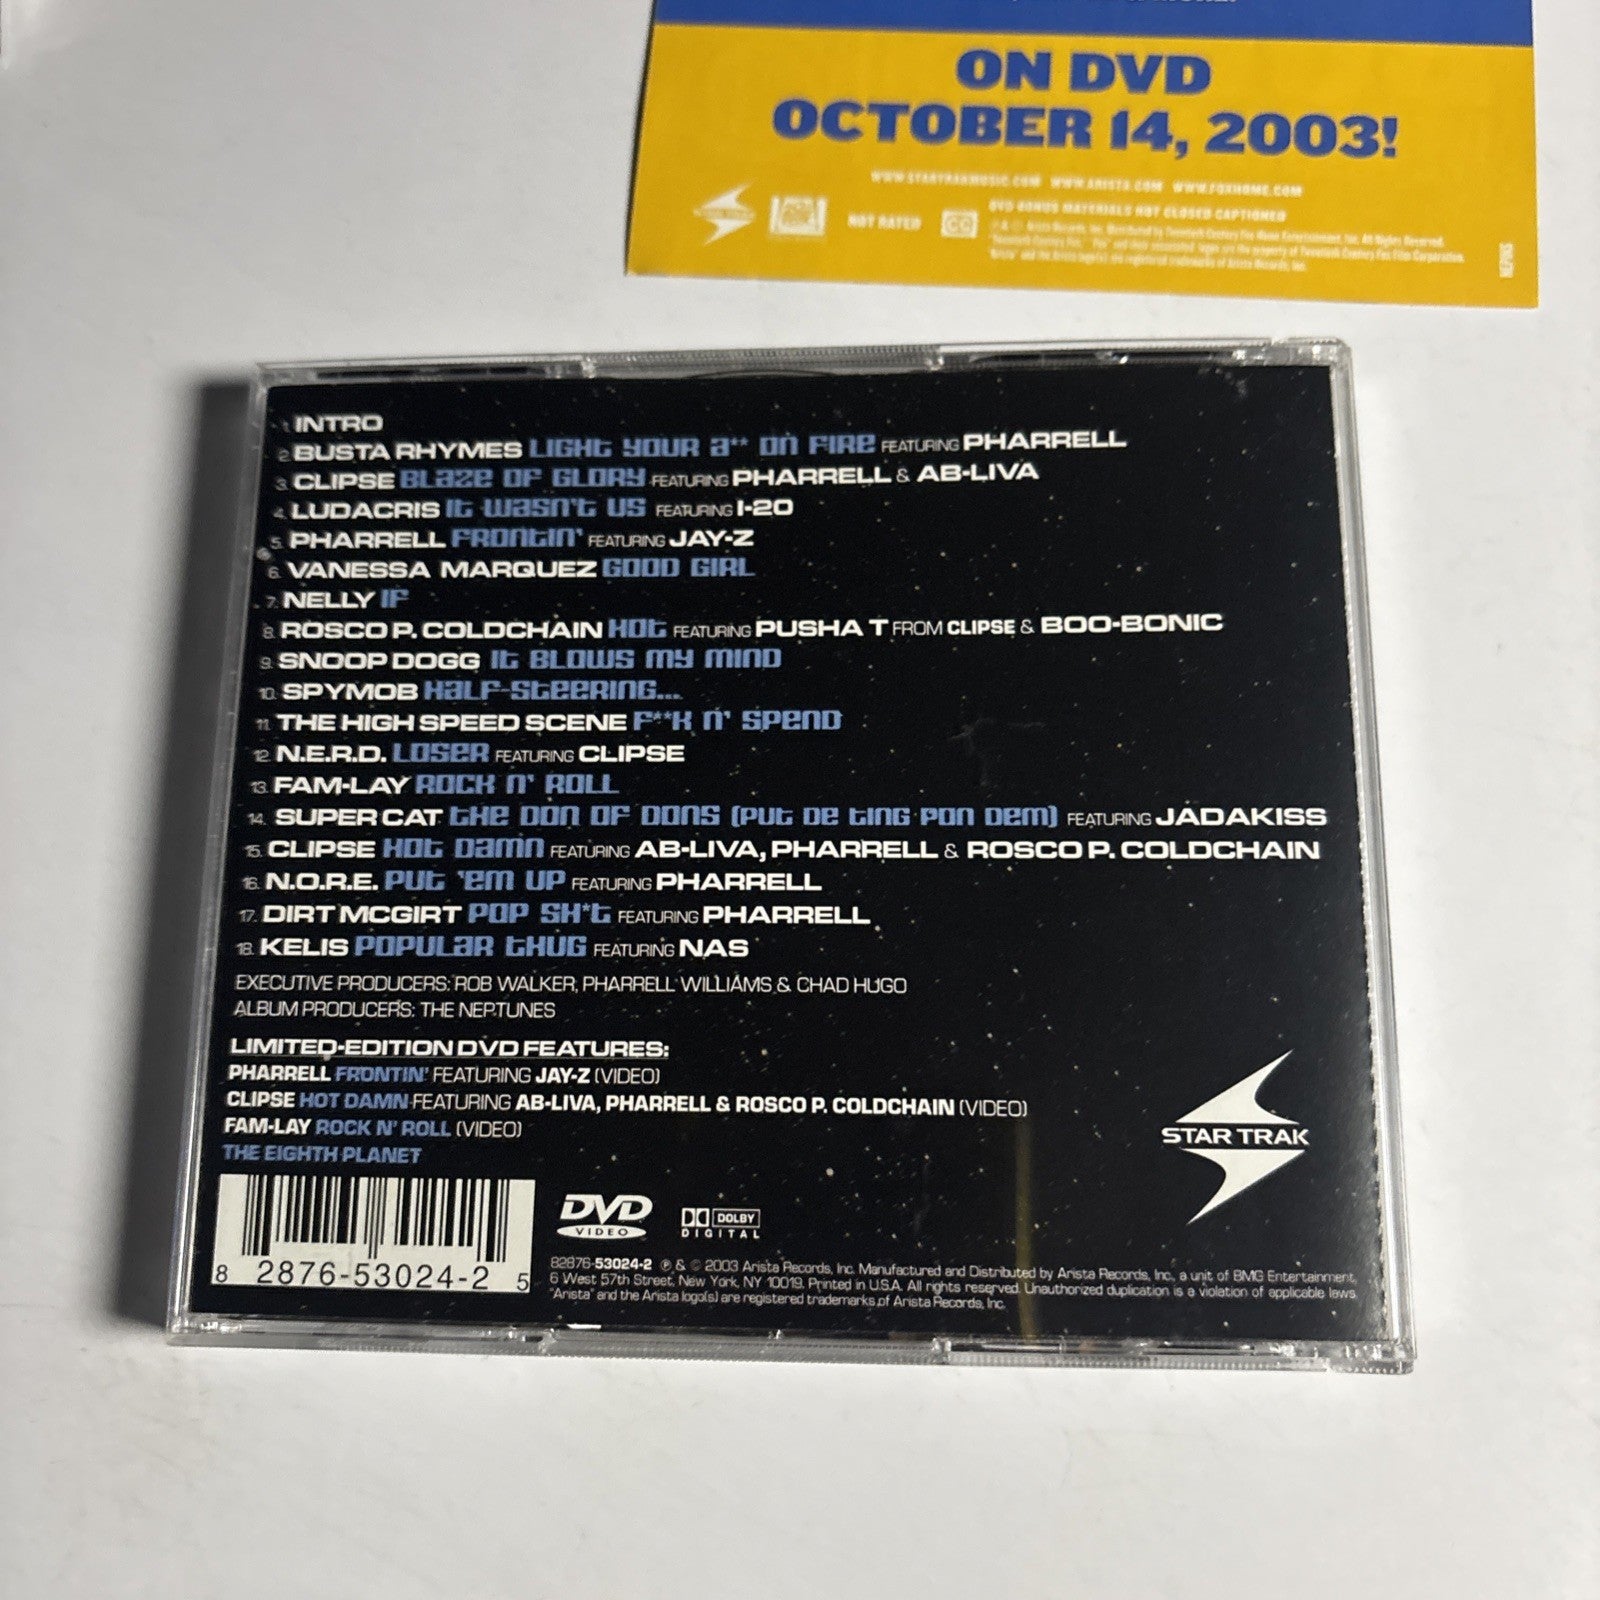 ON DVD
OCTOBER 14, 2003!
WWW.STARTRAKMUSIC.COM WWW.ARISTA.COM WWW.FOXHOME.COM
DVD BONUS MATERIALS NOT CLOSED CAPTIONED
NOT RATED
CC
1. INTRO
2. BUSTA RHYMES LIGHT YOUR A** ON FIRE FEATURING PHARRELL
3. CLIPSE BLAZE OF GLORY FEATURING PHARRELL & AB-LIVA
4. LUDACRIS IT WASN'T US FEATURING I-20
5. PHARRELL FRONTIN' FEATURING JAY-Z
6. VANESSA MARQUEZ GOOD GIRL
7. NELLY IF
8. ROSCO P. COLDCHAIN HOT FEATURING PUSHA T FROM CLIPSE & BOO-BONIC
9. SNOOP DOGG IT BLOWS MY MIND
10. SPYMOB HALF-STEERING...
11. THE HIGH SPEED SCENE F**K N' SPEND
12. N.E.R.D. LOSER FEATURING CLIPSE
13. FAM-LAY ROCK N' ROLL
14. SUPER CAT THE DON OF DONS (PUT DE TING PON DEM) FEATURING JADAKISS
15. CLIPSE HOT DAMN FEATURING AB-LIVA, PHARRELL & ROSCO P. COLDCHAIN
16. N.O.R.E. PUT 'EM UP FEATURING PHARRELL
17. DIRT MCGIRT POP SH*T FEATURING PHARRELL
18. KELIS POPULAR THUG FEATURING NAS
EXECUTIVE PRODUCERS: ROB WALKER, PHARRELL WILLIAMS & CHAD HUGO
ALBUM PRODUCERS: THE NEPTUNES
LIMITED-EDITION DVD FEATURES:
PHARRELL FRONTIN' FEATURING JAY-Z (VIDEO)
CLIPSE HOT DAMN FEATURING AB-LIVA, PHARRELL & ROSCO P. COLDCHAIN (VIDEO)
FAM-LAY ROCK N' ROLL (VIDEO)
THE EIGHTH PLANET
STAR TRAK
8 2876-53024-2 5
DVD
VIDEO
DOLBY
DIGITAL
82876-53024-2 ℗ & © 2003 Arista Records, Inc. Manufactured and Distributed by Arista Records, Inc., a unit of BMG Entertainment,
6 West 57th Street, New York, NY 10019. Printed in U.S.A. All rights reserved. Unauthorized duplication is a violation of applicable laws.
"Arista" and the Arista logo(s) are registered trademarks of Arista Records, Inc.